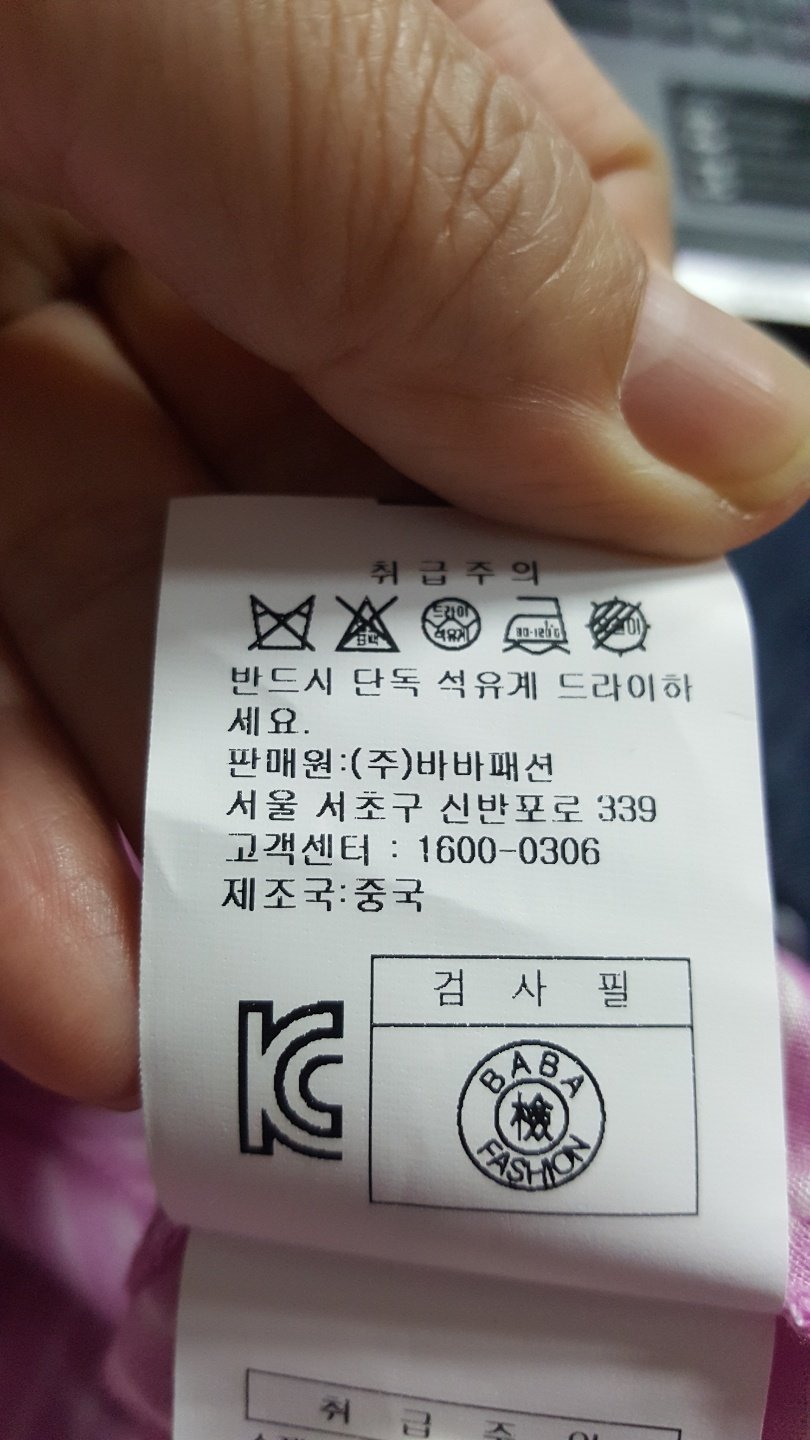 취급주의
드라이
석유계
80-120℃
반드시 단독 석유계 드라이하
세요.
판매원:(주)바바패션
서울 서초구 신반포로 339
고객센터 : 1600-0306
제조국:중국
검 사 필
BABA
檢
FASHION
취 급 주 의